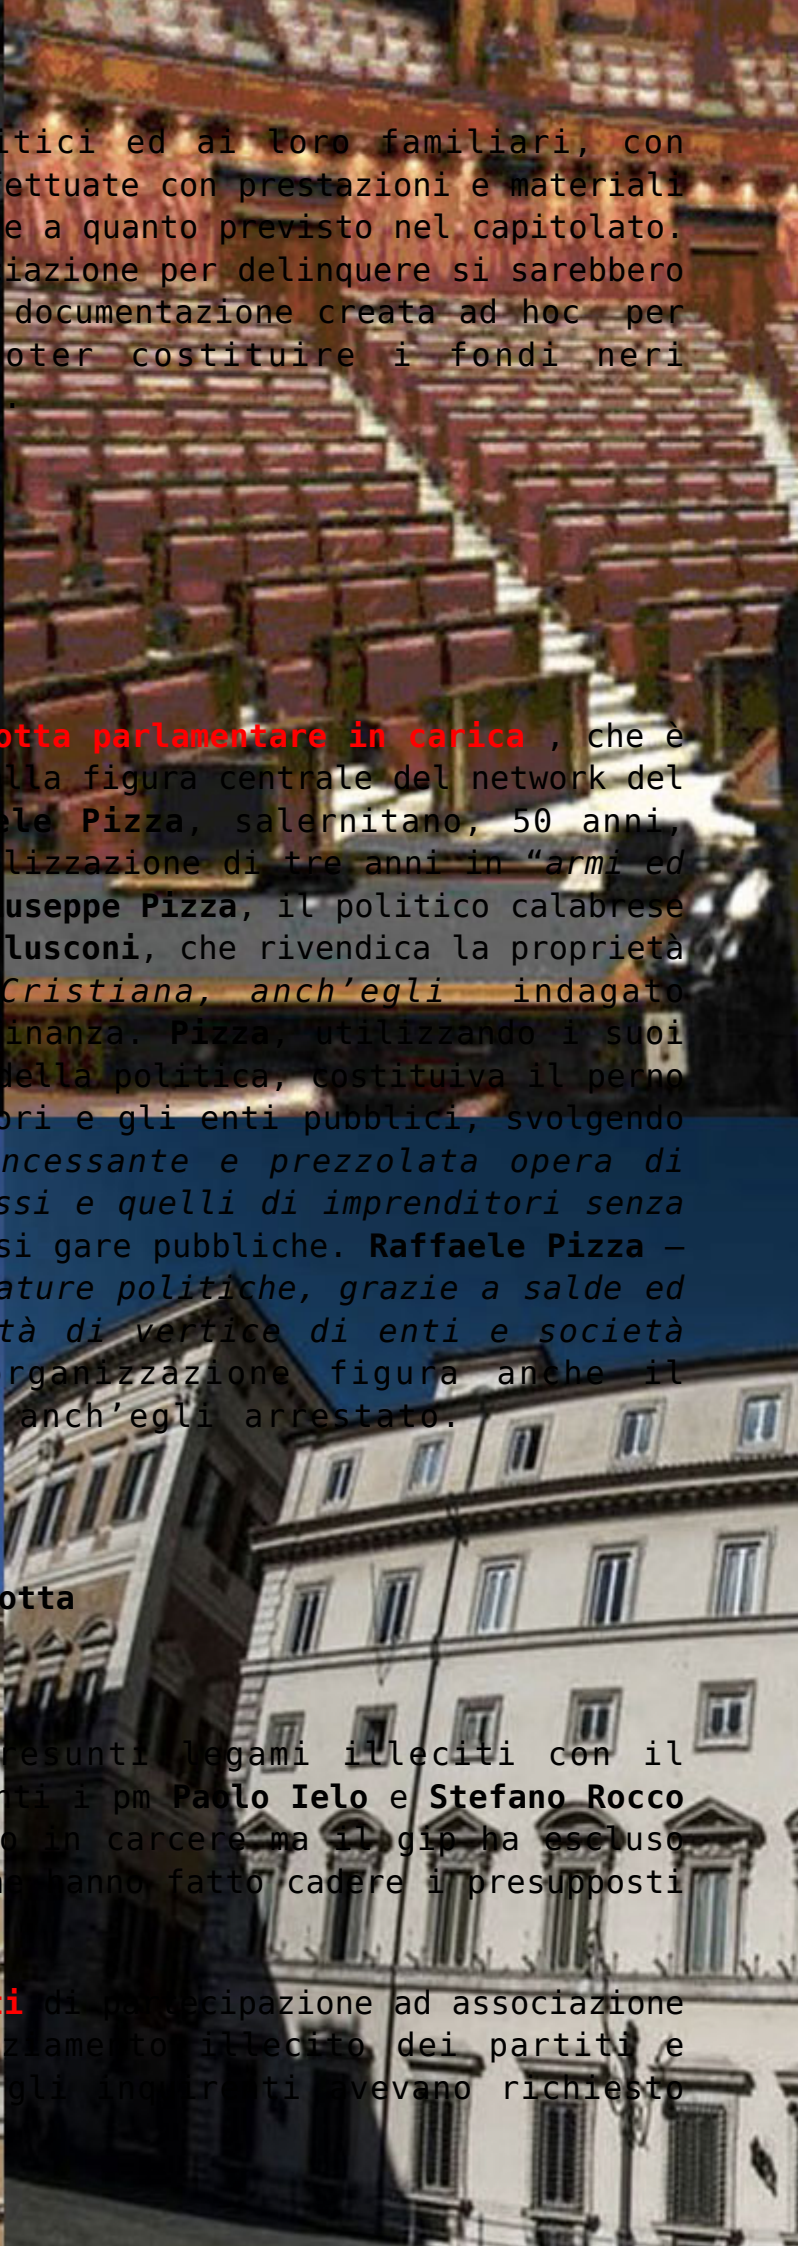 itici ed ai loro familiari, con
fettuate con prestazioni e materiali
e a quanto previsto nel capitolato.
iazione per delinquere si sarebbero
documentazione creata ad hoc per
oter costituire i fondi neri
.
otta parlamentare in carica , che è
lla figura centrale del network del
ele Pizza, salernitano, 50 anni,
lizzazione di tre anni in “armi ed
useppe Pizza, il politico calabrese
lusconi, che rivendica la proprietà
Cristiana, anch’egli indagato
inanza. Pizza, utilizzando i suoi
della politica, costituiva il perno
ori e gli enti pubblici, svolgendo
ncessante e prezzolata opera di
ssi e quelli di imprenditori senza
si gare pubbliche. Raffaele Pizza –
ature politiche, grazie a salde ed
tà di vertice di enti e società
organizzazione figura anche il
anch’egli arrestato.
otta
resunti legami illeciti con il
nti i pm Paolo Ielo e Stefano Rocco
o in carcere ma il gip ha escluso
he hanno fatto cadere i presupposti
ti di partecipazione ad associazione
ziamento illecito dei partiti e
gli inquirenti avevano richiesto